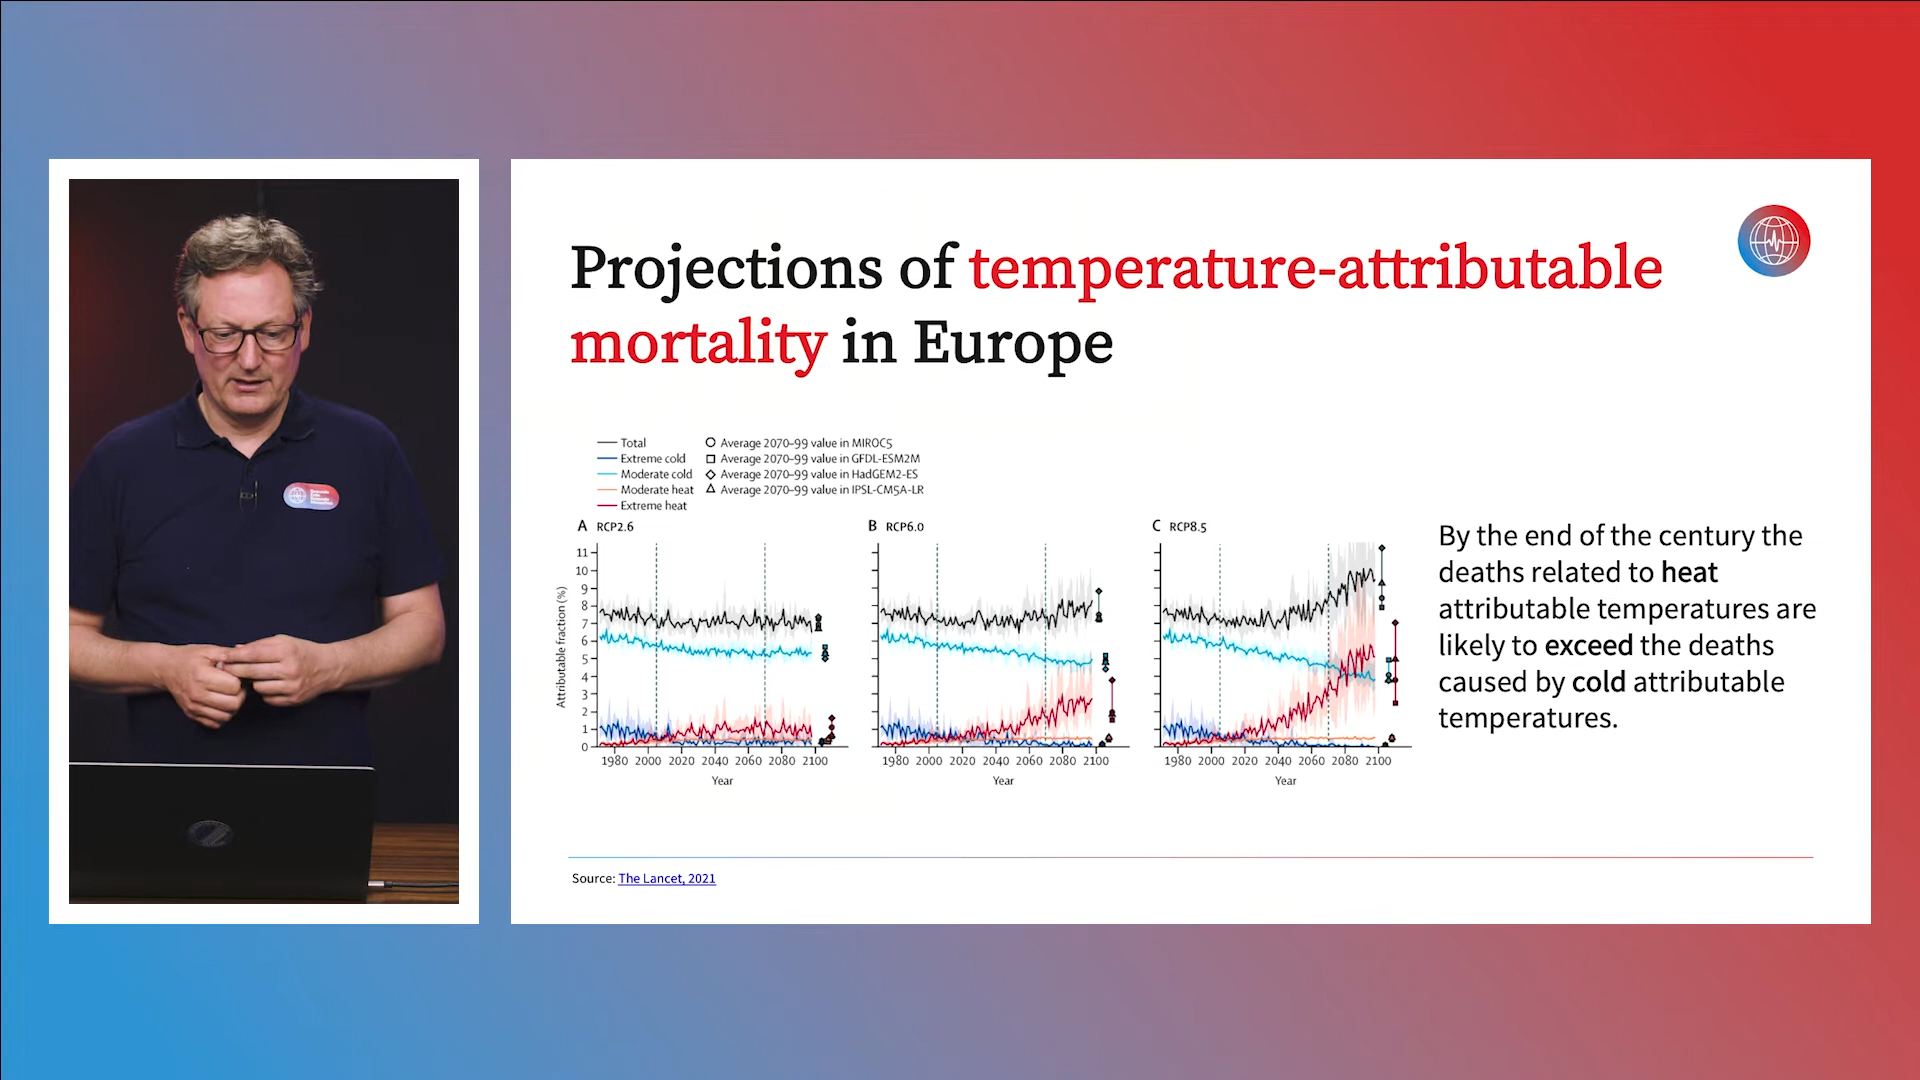 Projections of temperature-attributable
mortality in Europe
Total
Extreme cold
Moderate cold
Moderate heat
Extreme heat
Average 2070–99 value in MIROC5
Average 2070–99 value in GFDL-ESM2M
Average 2070–99 value in HadGEM2-ES
Average 2070–99 value in IPSL-CM5A-LR
A RCP2.6
Attributable fraction (%)
11
10
9
8
7
6
5
4
3
2
1
0
1980 2000 2020 2040 2060 2080 2100
Year
B RCP6.0
1980 2000 2020 2040 2060 2080 2100
Year
C RCP8.5
1980 2000 2020 2040 2060 2080 2100
Year
By the end of the century the
deaths related to heat
attributable temperatures are
likely to exceed the deaths
caused by cold attributable
temperatures.
Source: The Lancet, 2021